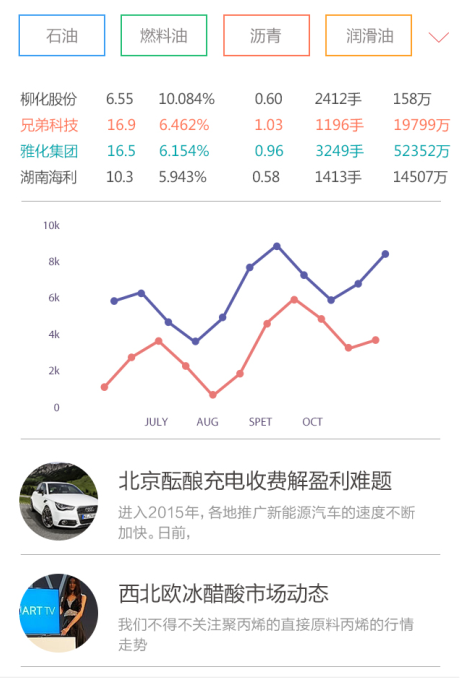 石油 燃料油 沥青 润滑油
柳化股份 6.55 10.084% 0.60 2412手 158万
兄弟科技 16.9 6.462% 1.03 1196手 19799万
雅化集团 16.5 6.154% 0.96 3249手 52352万
湖南海利 10.3 5.943% 0.58 1413手 14507万
10k
8k
6k
4k
2k
0
JULY AUG SPET OCT
北京酝酿充电收费解盈利难题
进入2015年，各地推广新能源汽车的速度不断
加快。日前，
ART TV
西北欧冰醋酸市场动态
我们不得不关注聚丙烯的直接原料丙烯的行情
走势